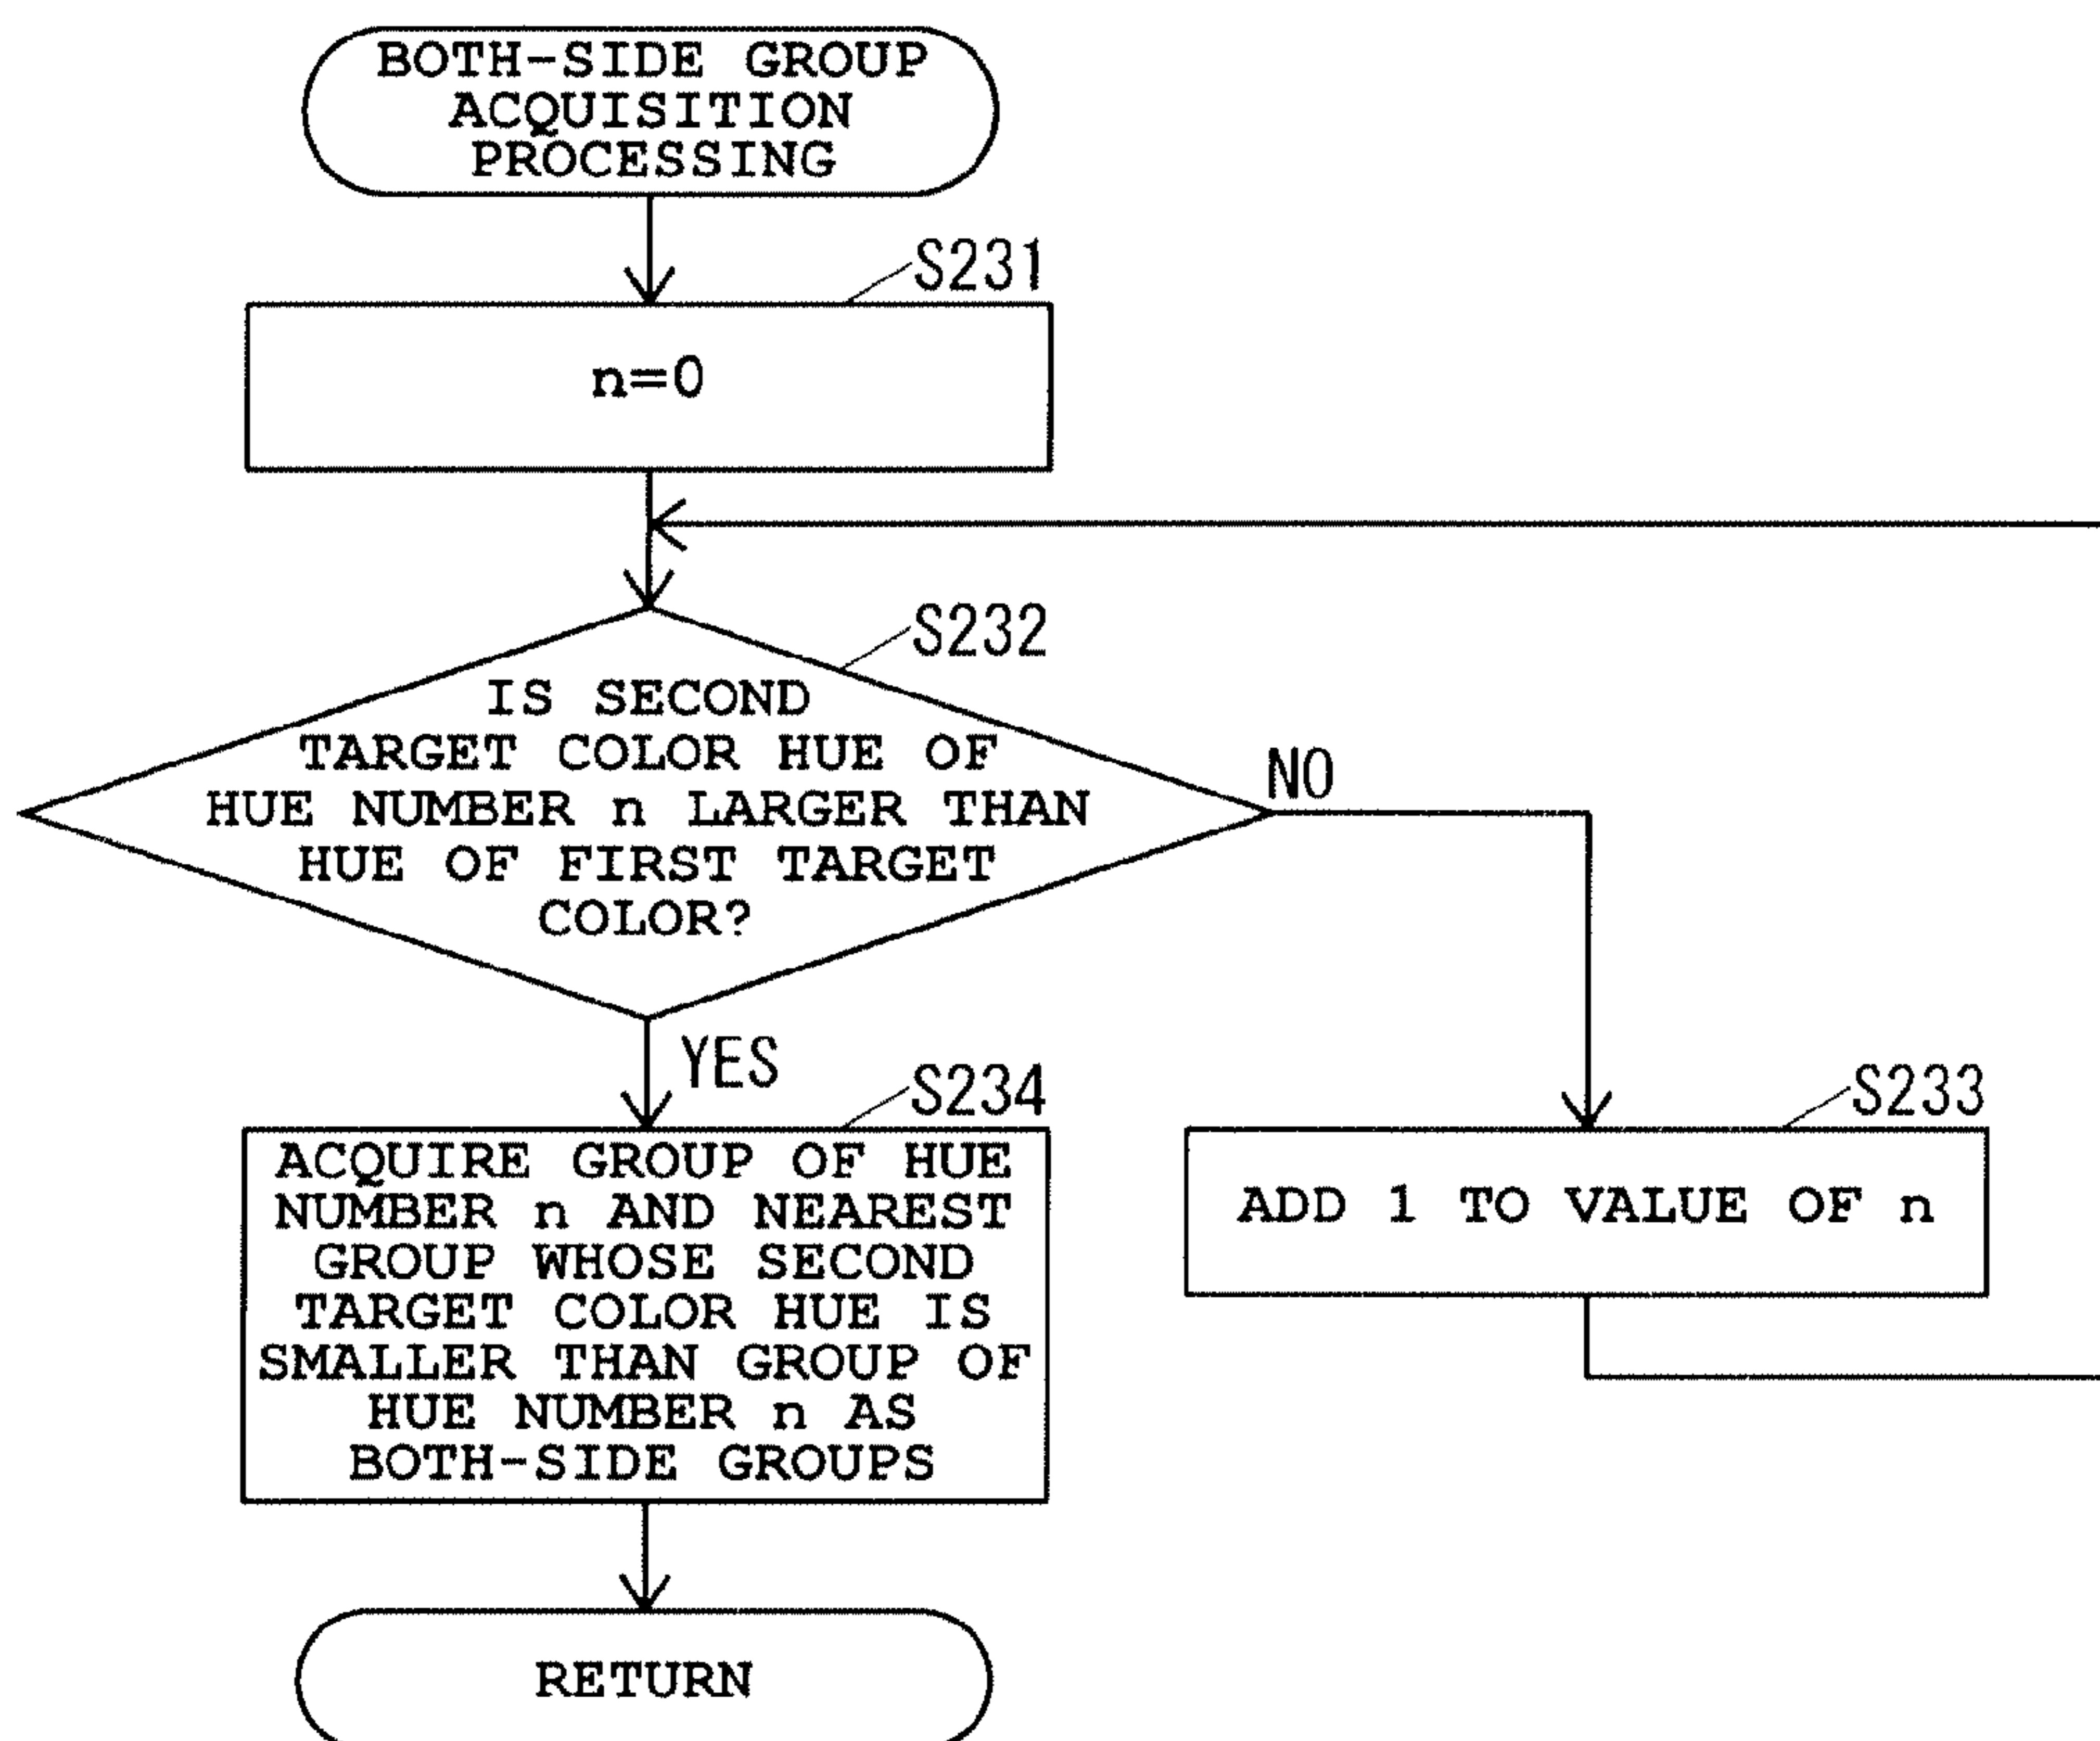 BOTH-SIDE GROUP
ACQUISITION
PROCESSING
S231
n=0
S232
IS SECOND
TARGET COLOR HUE OF
HUE NUMBER n LARGER THAN
HUE OF FIRST TARGET
COLOR?
NO
YES
S233
ADD 1 TO VALUE OF n
S234
ACQUIRE GROUP OF HUE
NUMBER n AND NEAREST
GROUP WHOSE SECOND
TARGET COLOR HUE IS
SMALLER THAN GROUP OF
HUE NUMBER n AS
BOTH-SIDE GROUPS
RETURN